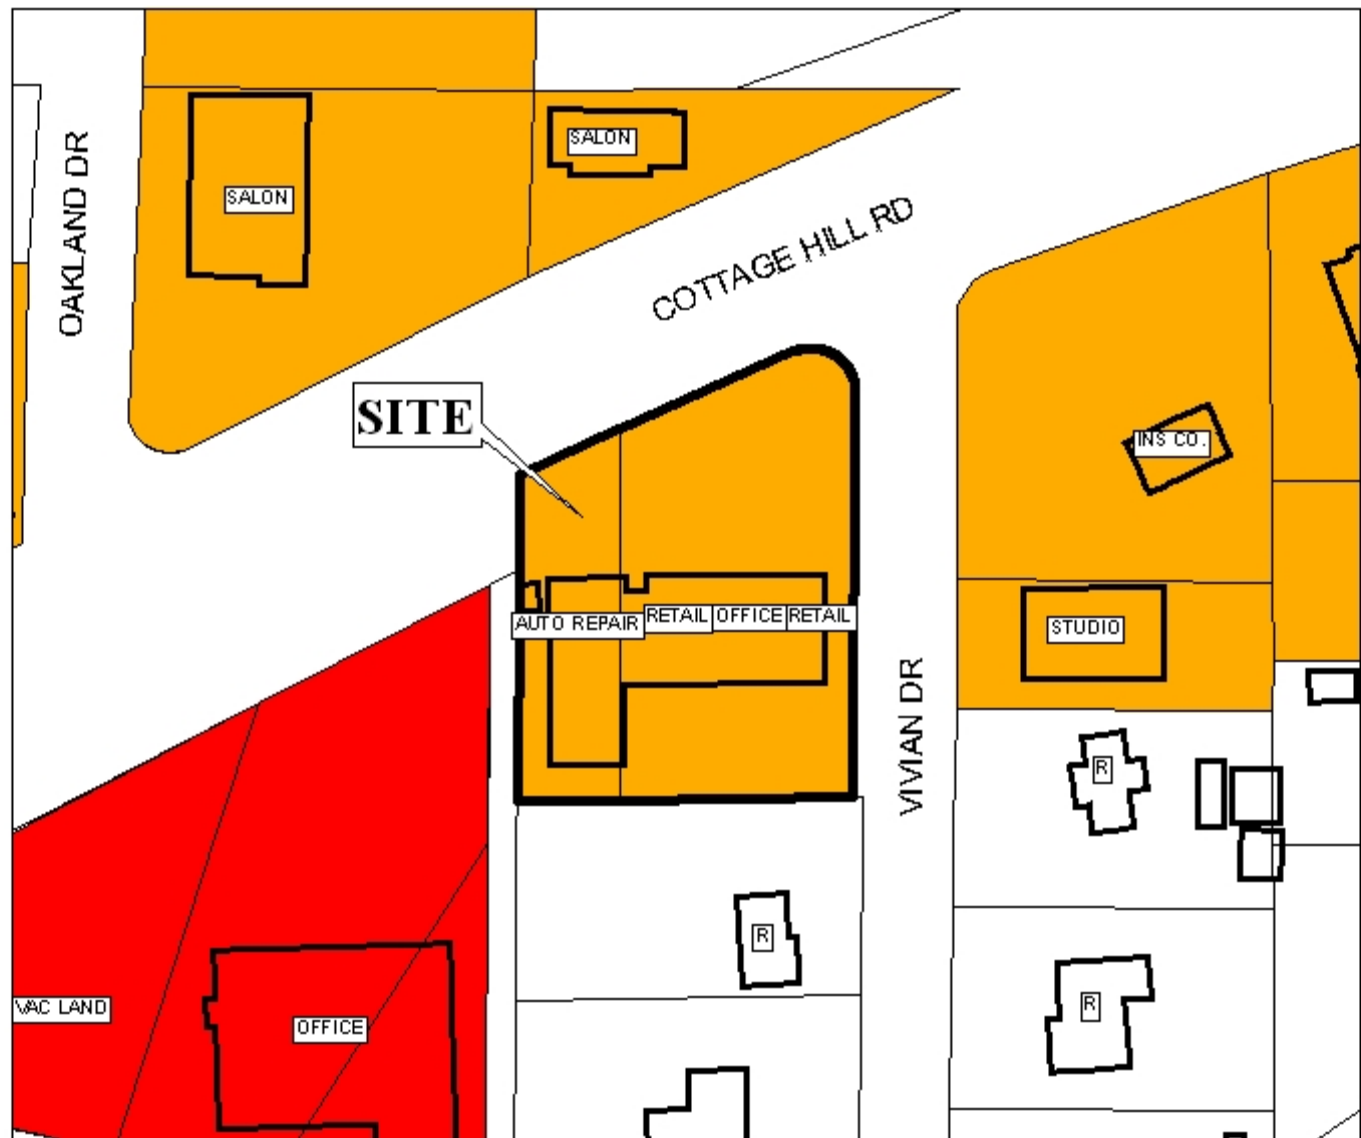 SALON
OAKLAND DR
SALON
COTTAGE HILL RD
SITE
INS CO.
AUTO REPAIR
RETAIL
OFFICE
RETAIL
STUDIO
VIVIAN DR
R
R
R
VAC LAND
OFFICE